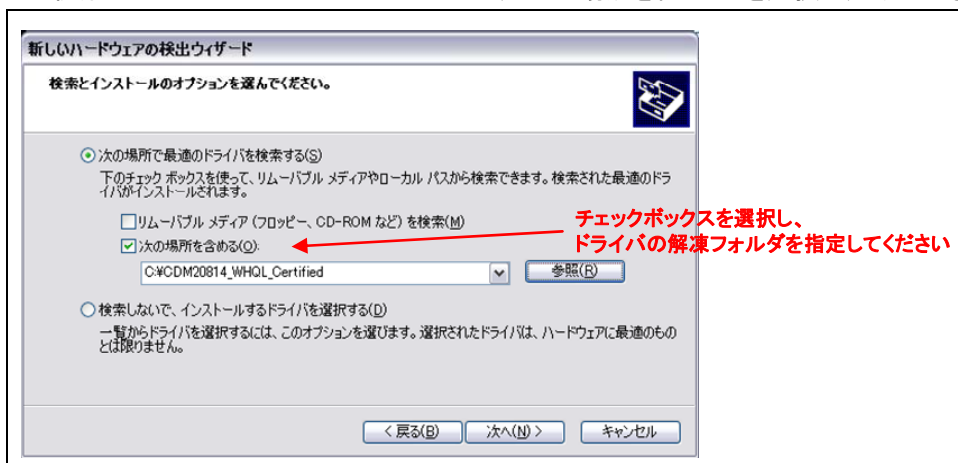 新しいハードウェアの検出ウィザード
検索とインストールのオプションを選んでください。
次の場所で最適のドライバを検索する(S)
下のチェック ボックスを使って、リムーバブル メディアやローカル パスから検索できます。検索された最適のドラ
イバがインストールされます。
リムーバブル メディア (フロッピー、CD-ROM など) を検索(M)
次の場所を含める(O):
C:¥CDM20814_WHQL_Certified
参照(R)
チェックボックスを選択し、
ドライバの解凍フォルダを指定してください
検索しないで、インストールするドライバを選択する(D)
一覧からドライバを選択するには、このオプションを選びます。選択されたドライバは、ハードウェアに最適のもの
とは限りません。
< 戻る(B)
次へ(N) >
キャンセル